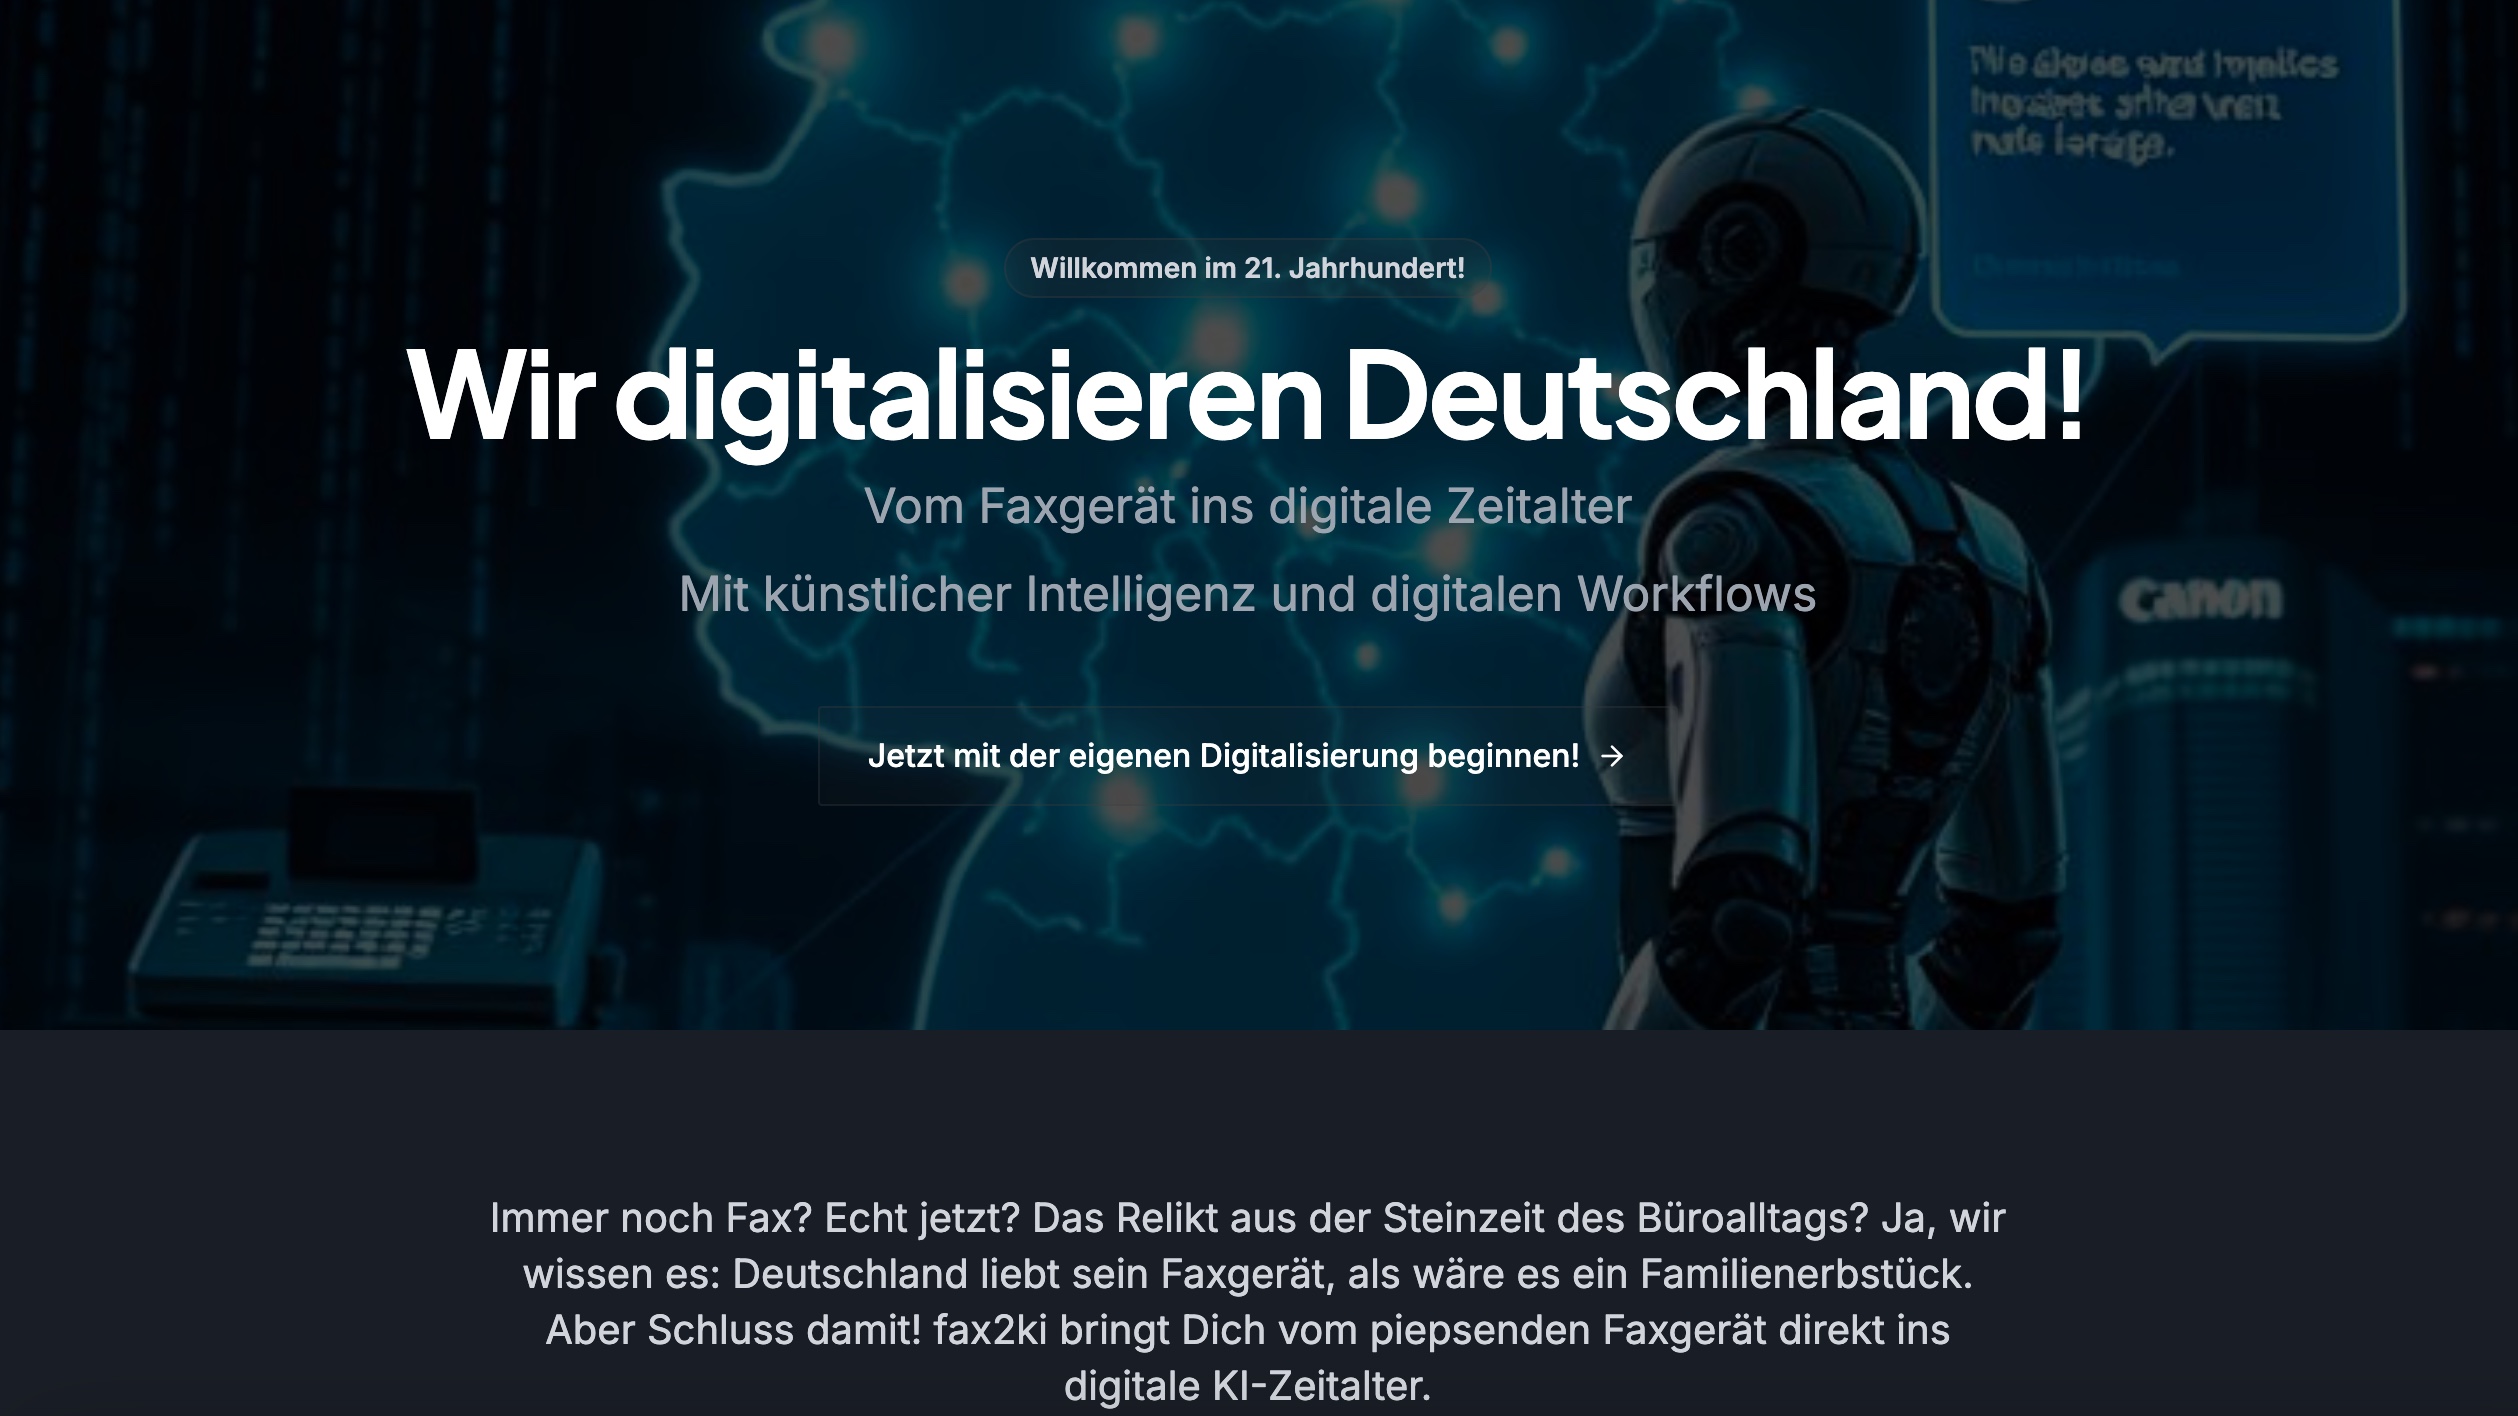 Willkommen im 21. Jahrhundert!
Wir digitalisieren Deutschland!
Vom Faxgerät ins digitale Zeitalter
Mit künstlicher Intelligenz und digitalen Workflows
Canon
Jetzt mit der eigenen Digitalisierung beginnen! →
Immer noch Fax? Echt jetzt? Das Relikt aus der Steinzeit des Büroalltags? Ja, wir
wissen es: Deutschland liebt sein Faxgerät, als wäre es ein Familienerbstück.
Aber Schluss damit! fax2ki bringt Dich vom piepsenden Faxgerät direkt ins
digitale KI-Zeitalter.